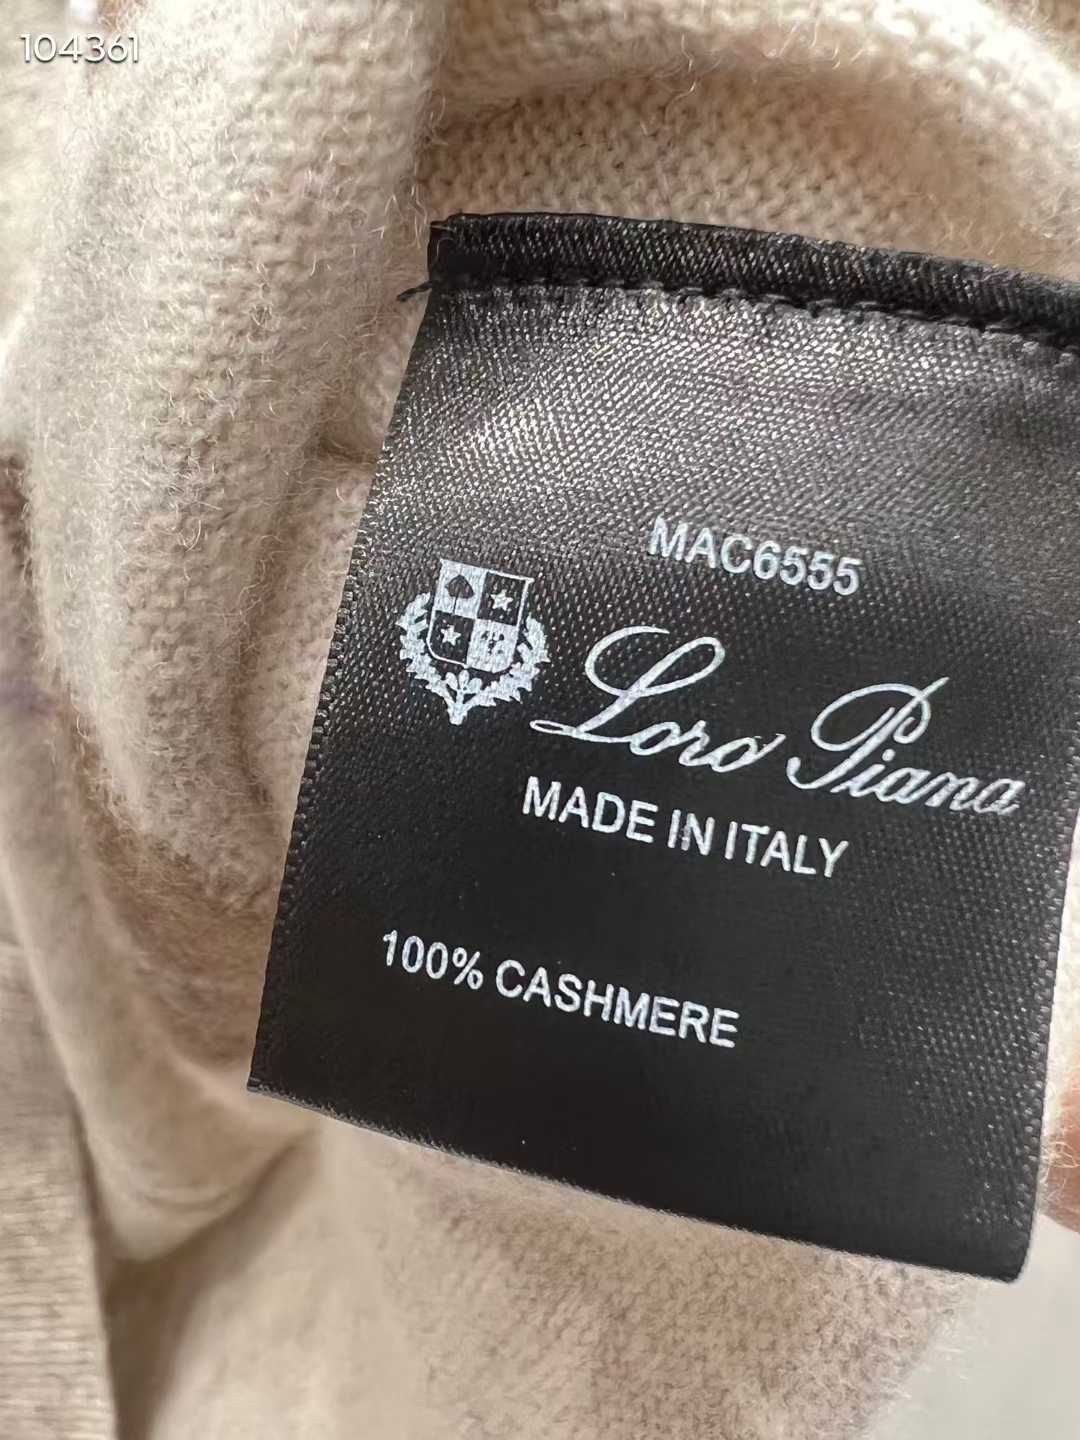 104361
MAC6555
Loro Piana
MADE IN ITALY
100% CASHMERE